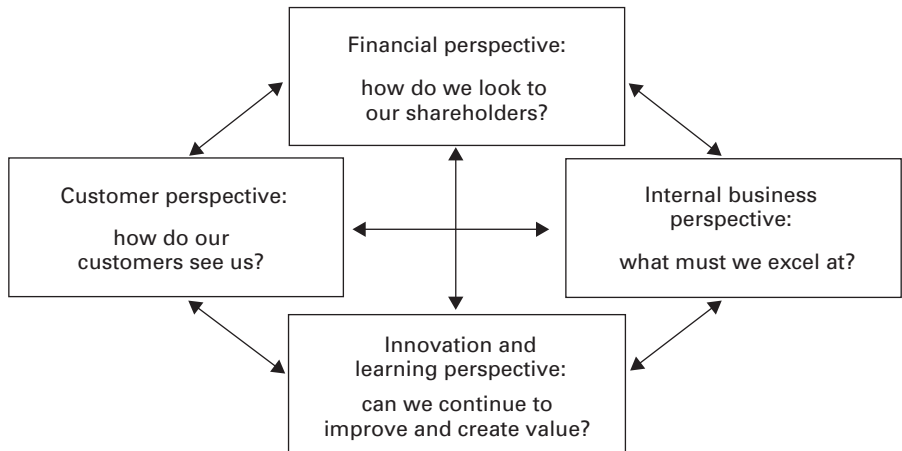 Financial perspective:
how do we look to
our shareholders?
Customer perspective:
how do our
customers see us?
Internal business
perspective:
what must we excel at?
Innovation and
learning perspective:
can we continue to
improve and create value?